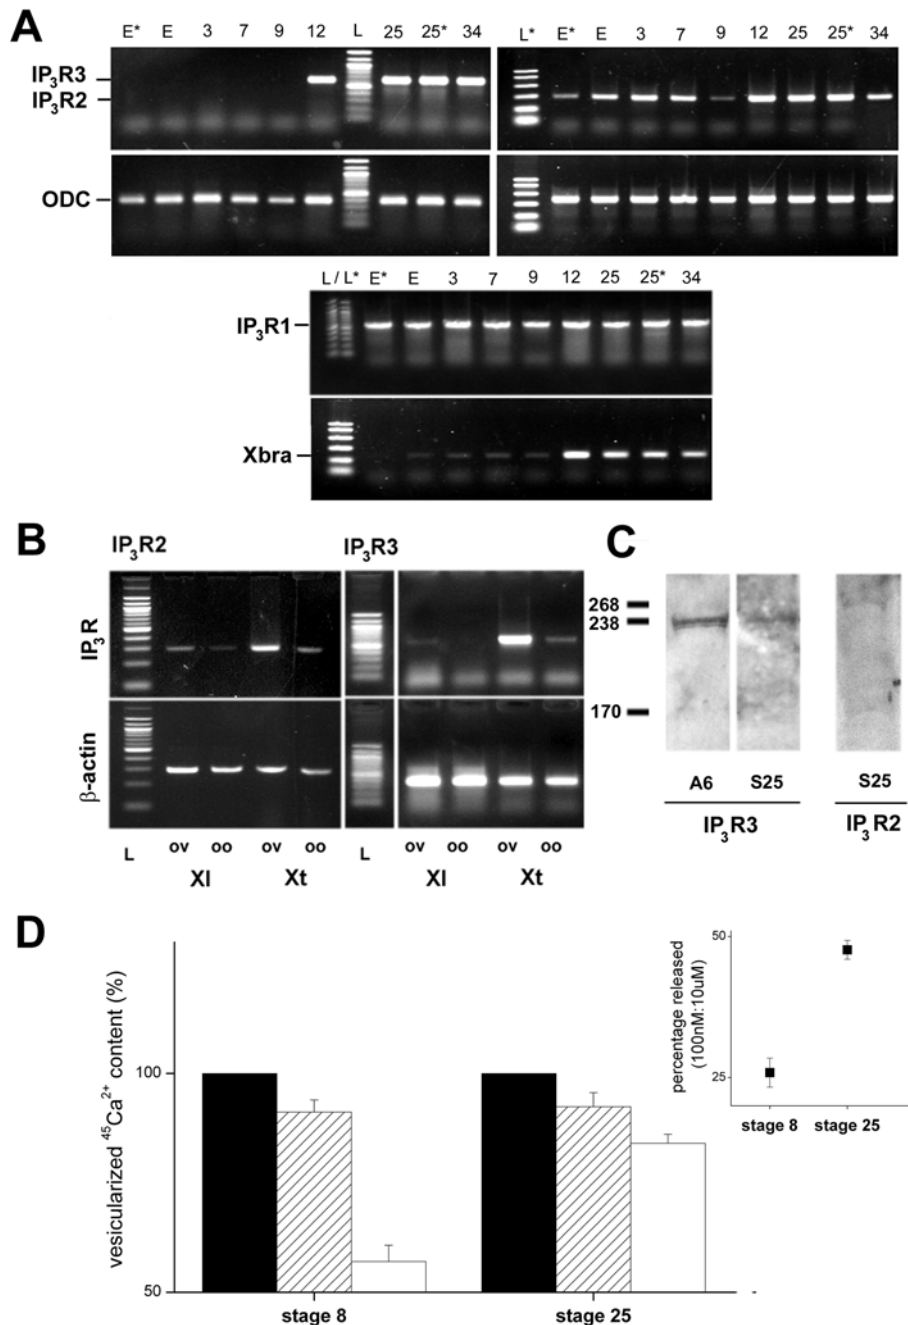 A
E* E 3 7 9 12 L 25 25* 34
L* E* E 3 7 9 12 25 25* 34
IP3R3
IP3R2
ODC
L / L* E* E 3 7 9 12 25 25* 34
IP3R1
Xbra
B
IP3R2
IP3R3
IP3R
β-actin
L ov oo ov oo L ov oo ov oo
Xl Xt Xl Xt
C
268
238
170
A6 S25 S25
IP3R3 IP3R2
D
vesicularized 45Ca2+ content (%)
100
50
stage 8 stage 25
percentage released
(100nM:10uM)
50
25
stage 8 stage 25